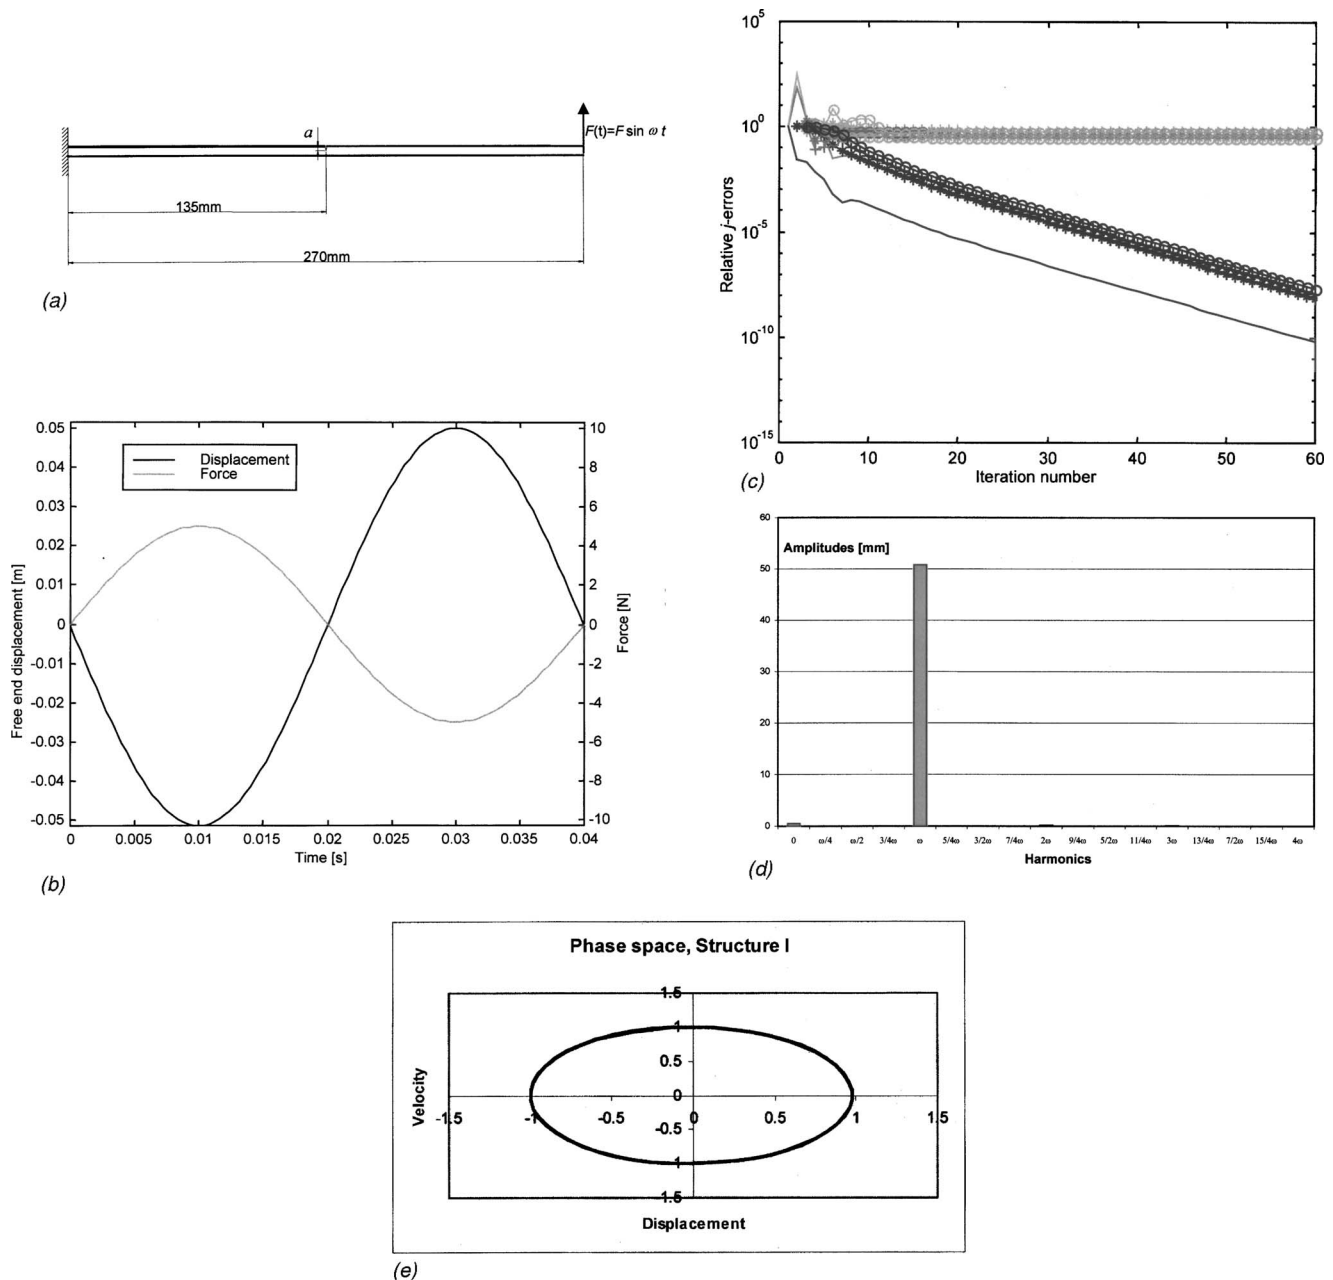 a
F(t)=F sin ω t
135mm
270mm
(a)
10^5
10^0
10^-5
10^-10
10^-15
Relative j-errors
0 10 20 30 40 50 60
Iteration number
(c)
Displacement
Force
0.05
0.04
0.03
0.02
0.01
0
-0.01
-0.02
-0.03
-0.04
-0.05
Free end displacement [m]
10
8
6
4
2
0
-2
-4
-6
-8
-10
Force [N]
0 0.005 0.01 0.015 0.02 0.025 0.03 0.035 0.04
Time [s]
(b)
60
50
40
30
20
10
0
Amplitudes [mm]
0 ω/4 ω/2 3/4ω ω 5/4ω 3/2ω 7/4ω 2ω 9/4ω 5/2ω 11/4ω 3ω 13/4ω 7/2ω 15/4ω 4ω
Harmonics
(d)
Phase space, Structure I
1.5
1
0.5
0
-0.5
-1
-1.5
Velocity
-1.5 -1 -0.5 0 0.5 1 1.5
Displacement
(e)